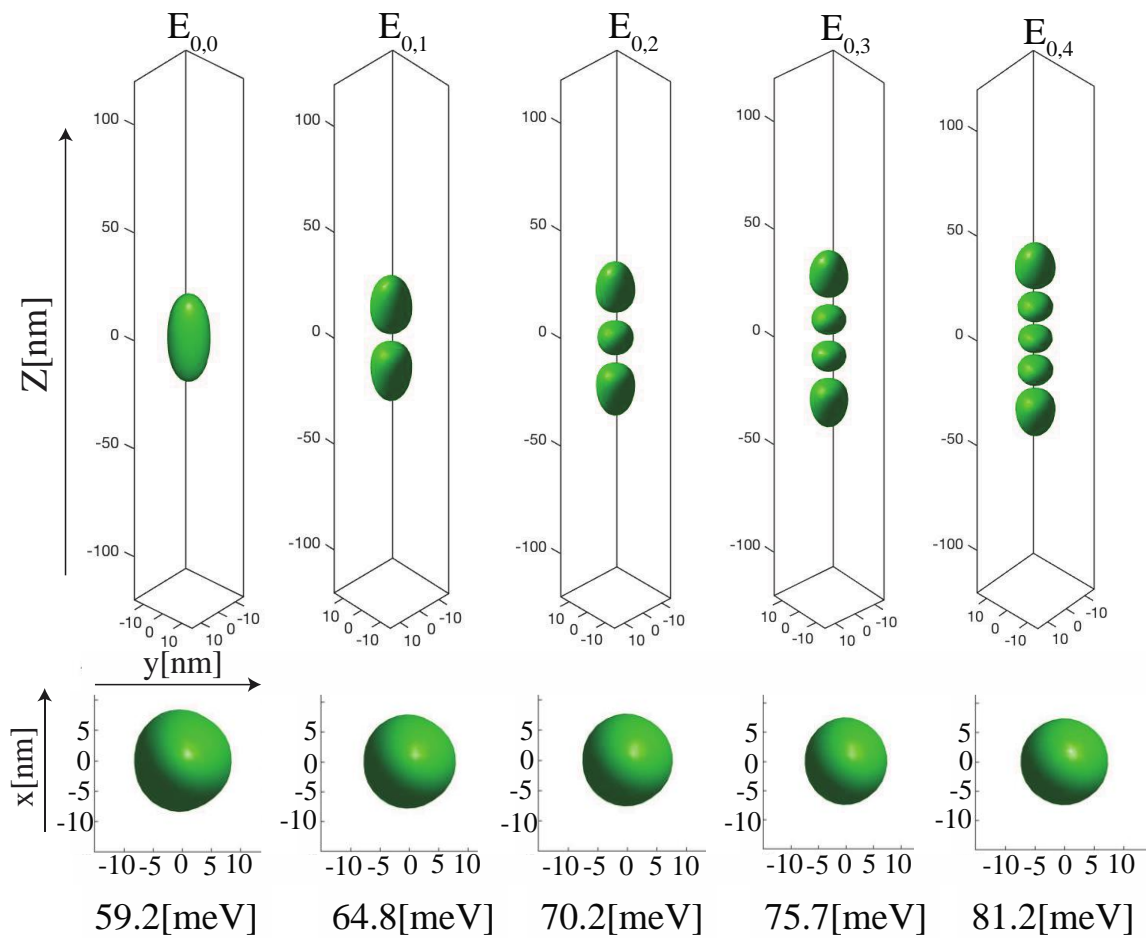 E0,0 E0,1 E0,2 E0,3 E0,4
100 100 100 100 100
50 50 50 50 50
Z[nm]
0 0 0 0 0
-50 -50 -50 -50 -50
-100 -100 -100 -100 -100
-10 0 10 10 0 -10 10 0 -10 -10 0 10 -10 0 10 10 0 -10 10 0 -10 -10 0 10 10 0 -10 -10 0 10
y[nm]
x[nm]
5 5 5 5 5
0 0 0 0 0
-5 -5 -5 -5 -5
-10 -10 -10 -10 -10
-10 -5 0 5 10 -10 -5 0 5 10 -10 -5 0 5 10 -10 -5 0 5 10 -10 -5 0 5 10
59.2[meV] 64.8[meV] 70.2[meV] 75.7[meV] 81.2[meV]